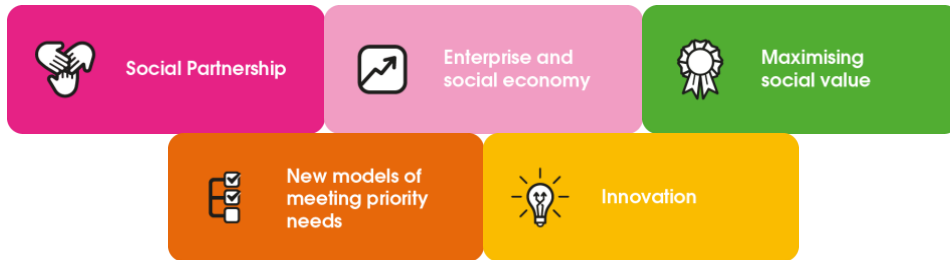 Social Partnership
Enterprise and
social economy
Maximising
social value
New models of
meeting priority
needs
Innovation